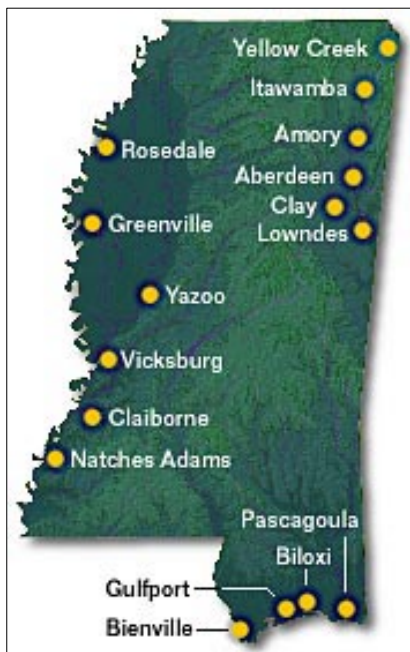 Yellow Creek
Itawamba
Amory
Rosedale
Aberdeen
Clay
Greenville
Lowndes
Yazoo
Vicksburg
Claiborne
Natches Adams
Pascagoula
Biloxi
Gulfport
Bienville